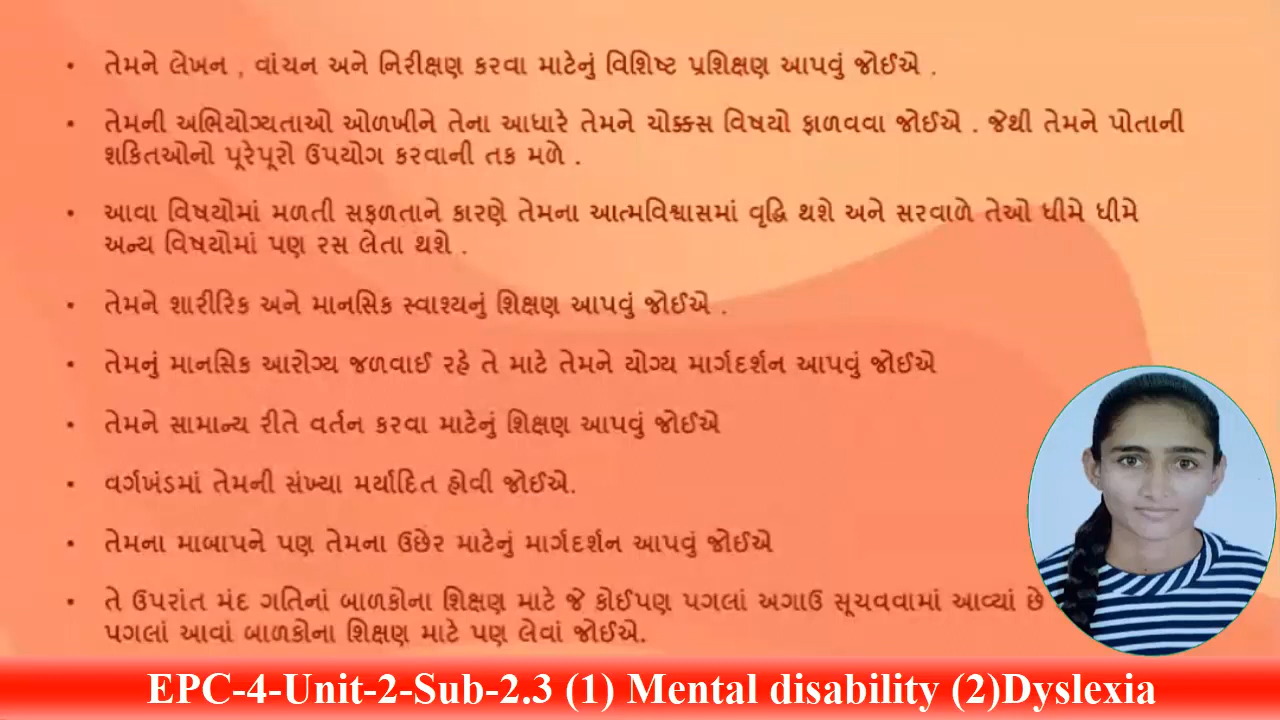 • તેમને લેખન , વાંચન અને નિરીક્ષણ કરવા માટેનું વિશિષ્ટ પ્રશિક્ષણ આપવું જોઈએ .
• તેમની અભિયોગ્યતાઓ ઓળખીને તેના આધારે તેમને ચોક્કસ વિષયો ફાળવવા જોઈએ . જેથી તેમને પોતાની
શકિતઓનો પૂરેપૂરો ઉપયોગ કરવાની તક મળે .
• આવા વિષયોમાં મળતી સફળતાને કારણે તેમના આત્મવિશ્વાસમાં વૃદ્ધિ થશે અને સરવાળે તેઓ ધીમે ધીમે
અન્ય વિષયોમાં પણ રસ લેતા થશે .
• તેમને શારીરિક અને માનસિક સ્વાશ્યનું શિક્ષણ આપવું જોઈએ .
• તેમનું માનસિક આરોગ્ય જળવાઈ રહે તે માટે તેમને યોગ્ય માર્ગદર્શન આપવું જોઈએ
• તેમને સામાન્ય રીતે વર્તન કરવા માટેનું શિક્ષણ આપવું જોઈએ
• વર્ગખંડમાં તેમની સંખ્યા મર્યાદિત હોવી જોઈએ.
• તેમના માબાપને પણ તેમના ઉછેર માટેનું માર્ગદર્શન આપવું જોઈએ
• તે ઉપરાંત મંદ ગતિનાં બાળકોના શિક્ષણ માટે જે કોઈપણ પગલાં અગાઉ સૂચવવામાં આવ્યાં છે
પગલાં આવાં બાળકોના શિક્ષણ માટે પણ લેવાં જોઈએ.
EPC-4-Unit-2-Sub-2.3 (1) Mental disability (2)Dyslexia